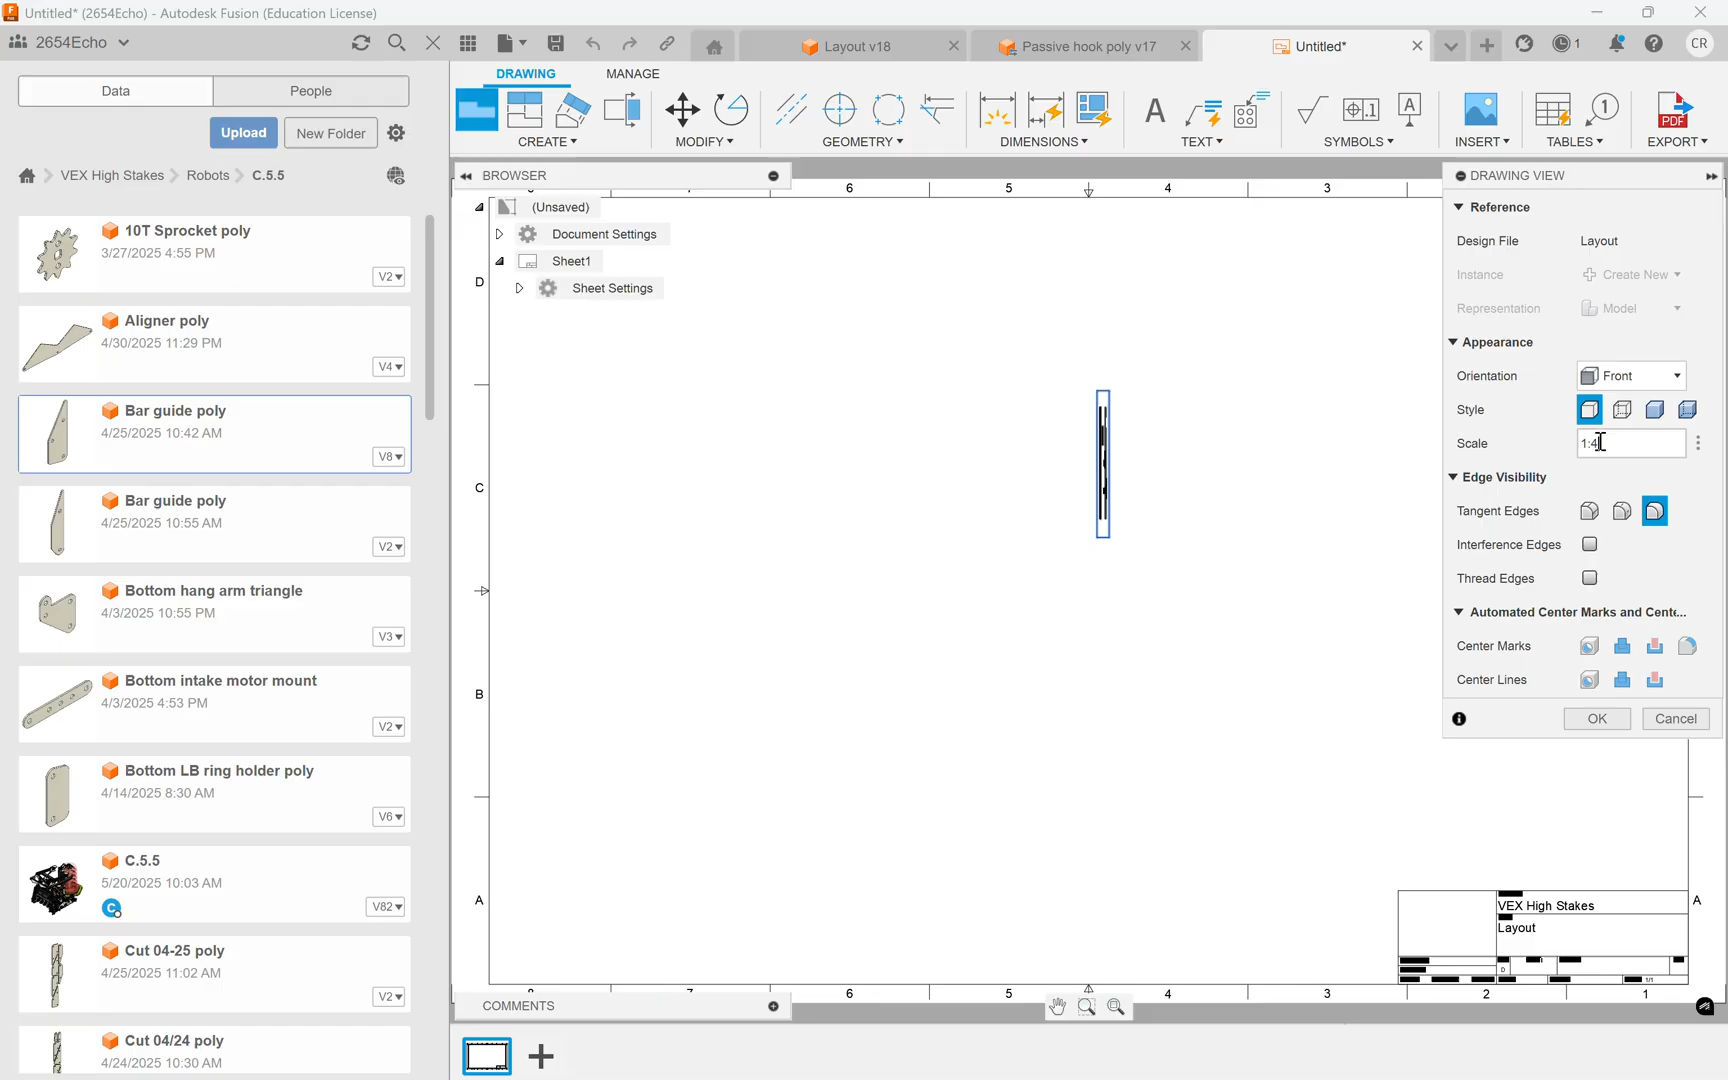 Untitled* (2654Echo) - Autodesk Fusion (Education License)
2654Echo
Layout v18
Passive hook poly v17
Untitled*
1
CR
Data
People
Upload
New Folder
VEX High Stakes
Robots
C.5.5
10T Sprocket poly
3/27/2025 4:55 PM
V2
Aligner poly
4/30/2025 11:29 PM
V4
Bar guide poly
4/25/2025 10:42 AM
V8
Bar guide poly
4/25/2025 10:55 AM
V2
Bottom hang arm triangle
4/3/2025 10:55 PM
V3
Bottom intake motor mount
4/3/2025 4:53 PM
V2
Bottom LB ring holder poly
4/14/2025 8:30 AM
V6
C.5.5
5/20/2025 10:03 AM
V82
Cut 04-25 poly
4/25/2025 11:02 AM
V2
Cut 04/24 poly
4/24/2025 10:30 AM
DRAWING
MANAGE
CREATE
MODIFY
GEOMETRY
DIMENSIONS
TEXT
SYMBOLS
INSERT
TABLES
EXPORT
PDF
BROWSER
(Unsaved)
Document Settings
Sheet1
Sheet Settings
6
5
4
3
D
C
B
A
A
6
5
4
3
2
1
VEX High Stakes
Layout
D
1/1
COMMENTS
DRAWING VIEW
Reference
Design File
Layout
Instance
Create New
Representation
Model
Appearance
Orientation
Front
Style
Scale
1:4
Edge Visibility
Tangent Edges
Interference Edges
Thread Edges
Automated Center Marks and Cente...
Center Marks
Center Lines
OK
Cancel